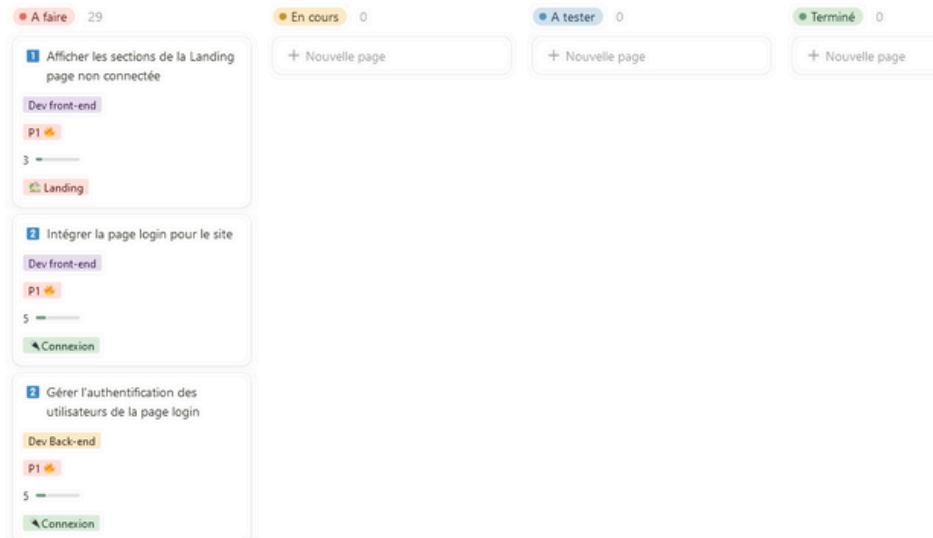 A faire 29
En cours 0
A tester 0
Terminé 0
1 Afficher les sections de la Landing
page non connectée
Dev front-end
P1
3
Landing
+ Nouvelle page
+ Nouvelle page
+ Nouvelle page
2 Intégrer la page login pour le site
Dev front-end
P1
5
Connexion
2 Gérer l'authentification des
utilisateurs de la page login
Dev Back-end
P1
5
Connexion